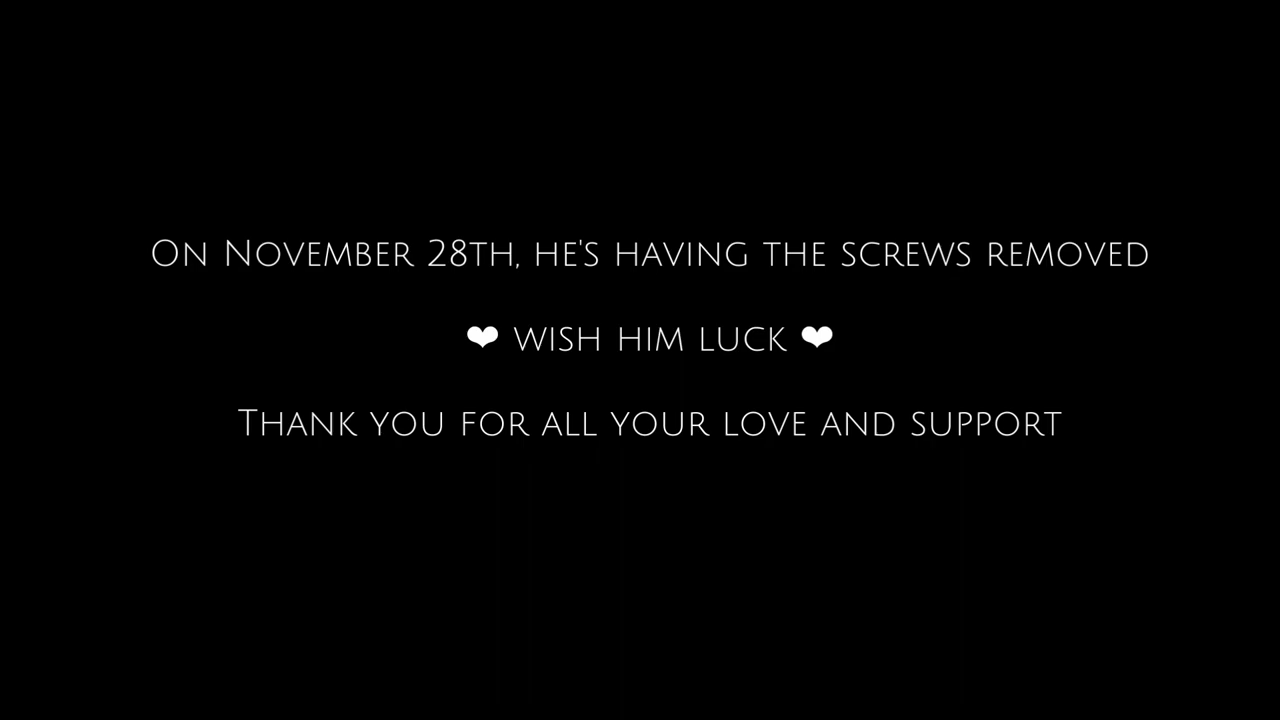 On November 28th, he's having the screws removed
❤ wish him luck ❤
Thank you for all your love and support